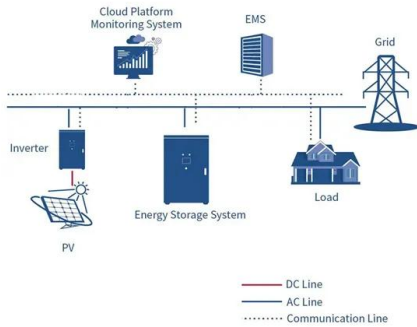 Cloud Platform
Monitoring System
EMS
Grid
Inverter
Energy Storage System
Load
PV
DC Line
AC Line
Communication Line